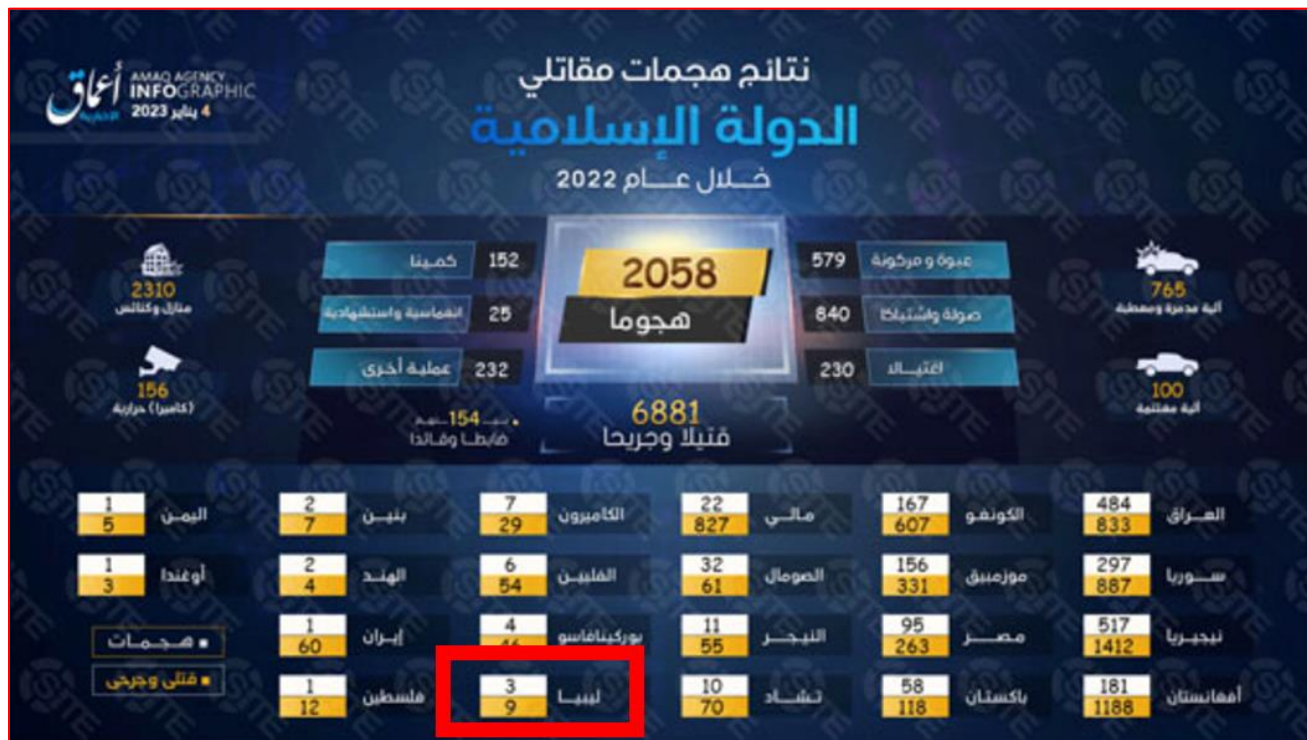 أعماق
الإخبارية
AMAQ AGENCY
INFOGRAPHIC
4 يناير 2023
نتائج هجمات مقاتلي
الدولة الإسلامية
خلال عام 2022
2058
هجوما
6881
قتيلا وجريحا
579 عبوة و مركونة
840 صولة واشتباكا
230 اغتيالا
152 كمينا
25 انغماسية واستشهادية
232 عملية أخرى
154 منهم
ضابطا وقائدا
765
آلية مدمرة ومعطبة
100
آلية مغتنمة
2310
منازل وكنائس
156
(كاميرا) حرارية
العراق 484 833
سوريا 297 887
نيجيريا 517 1412
أفغانستان 181 1188
الكونغو 167 607
موزمبيق 156 331
مصر 95 263
باكستان 58 118
مالي 22 827
الصومال 32 61
النيجر 11 55
تشاد 10 70
الكاميرون 7 29
الفلبين 6 54
بوركينافاسو 4
ليبيا 3 9
بنين 2 7
الهند 2 4
إيران 1 60
فلسطين 1 12
اليمن 1 5
أوغندا 1 3
هجمات
قتلى وجرحى
SITE